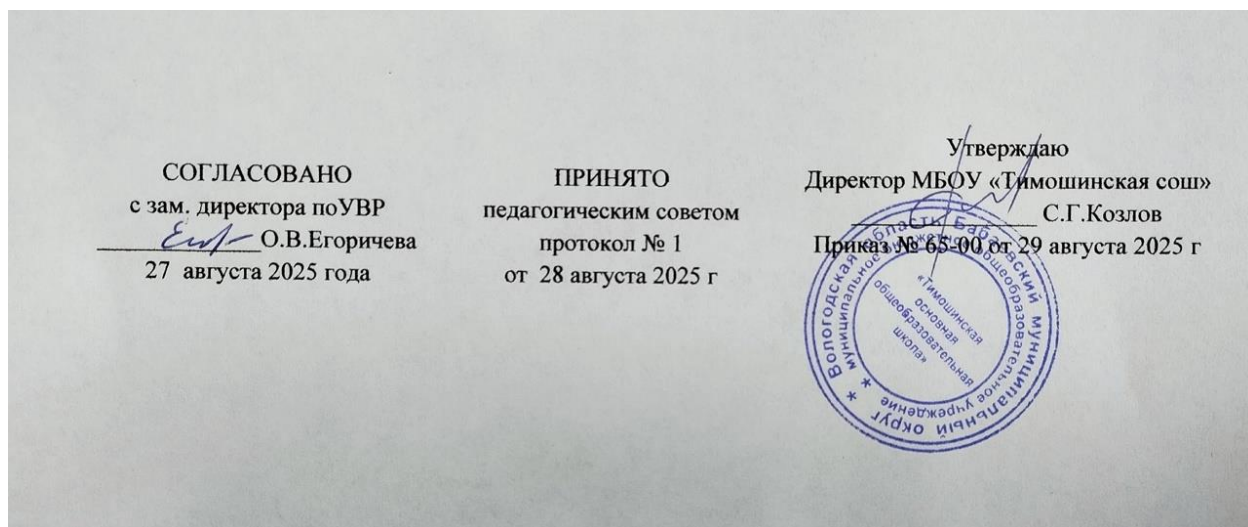 СОГЛАСОВАНО
с зам. директора поУВР
О.В.Егоричева
27 августа 2025 года
ПРИНЯТО
педагогическим советом
протокол № 1
от 28 августа 2025 г
Утверждаю
Директор МБОУ «Тимошинская сош»
С.Г.Козлов
Приказ № 65-00 от 29 августа 2025 г
* Вологодская область Бабаевский муниципальный округ
* муниципальное бюджетное общеобразовательное учреждение
«Тимошинская
основная
общеобразовательная
школа»